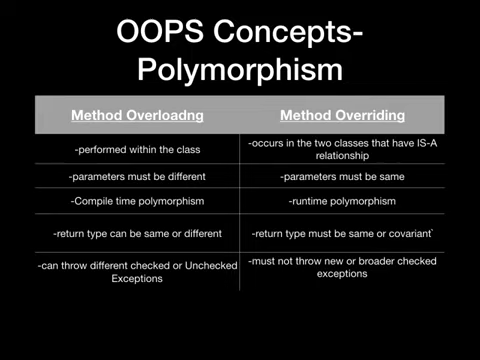 OOPS Concepts-
Polymorphism
Method Overloadng
Method Overriding
-performed within the class
-occurs in the two classes that have IS-A
relationship
-parameters must be different
-parameters must be same
-Compile time polymorphism
-runtime polymorphism
-return type can be same or different
-return type must be same or covariant`
-can throw different checked or Unchecked
Exceptions
-must not throw new or broader checked
exceptions